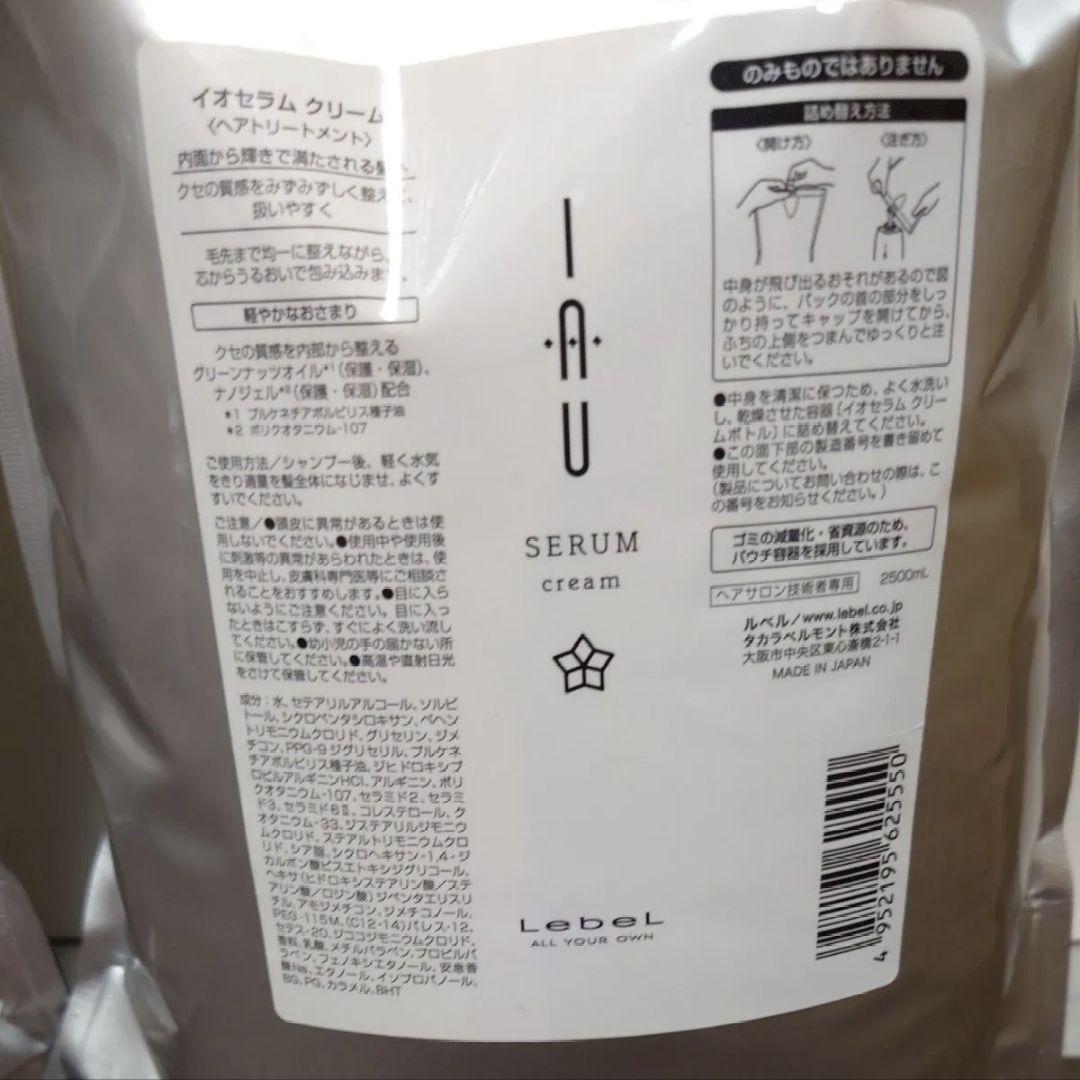 イオセラム クリーム
〈ヘアトリートメント〉
内面から輝きで満たされる
クセの質感をみずみずしく整え
扱いやすく
毛先まで均一に整えながら、
芯からうるおいで包み込みま
軽やかなおさまり
クセの質感を内部から整える
グリーンナッツオイル*1(保護・保湿)、
ナノジェル*2(保護・保湿)配合
*1 プルケネチアボルビリス種子油
*2 ポリクオタニウム-107
ご使用方法/シャンプー後、軽く水気
をきり適量を髪全体になじませ、よくす
すいでください。
ご注意/●頭皮に異常があるときは使
用しないでください。●使用中や使用後
に刺激等の異常があらわれたときは、使
用を中止し、皮膚科専門医等にご相談さ
れることをおすすめします。●目に入ら
ないようにご注意ください。目に入っ
たときはこすらず、すぐによく洗い流し
てください。●幼小児の手の届かない所
に保管してください。●高温や直射日光
をさけて保管してください。
成分:水、セテアリルアルコール、ソルビ
トール、シクロペンタシロキサン、ベヘン
トリモニウムクロリド、グリセリン、ジメ
チコン、PPG-9ジグリセリル、プルケネ
チアボルビリス種子油、ジヒドロキシプ
ロピルアルギニンHCl、アルギニン、ポリ
クオタニウム-107、セラミド2、セラミ
ド3、セラミド6Ⅱ、コレステロール、ク
オタニウム-33、ジステアリルジモニウ
ムクロリド、ステアルトリモニウムクロ
リド、シア脂、シクロヘキサン-1,4-ジ
カルボン酸ビスエトキシジグリコール、
ヘキサ(ヒドロキシステアリン酸/ステ
アリン酸/ロジン酸)ジペンタエリスリ
チル、アモジメチコン、ジメチコノール、
PEG-115M、(C12-14)パレス-12、
セテス-20、ジココジモニウムクロリド、
香料、乳酸、メチルパラベン、プロピルパ
ラベン、フェノキシエタノール、安息香
酸Na、エタノール、イソプロパノール、
BG、PG、カラメル、BHT
IAU
SERUM
cream
LebeL
ALL YOUR OWN
のみものではありません
詰め替え方法
〈開け方〉 〈注ぎ方〉
中身が飛び出るおそれがあるので図
のように、パックの首の部分をしっ
かり持ってキャップを開けてから、
ふちの上側をつまんでゆっくりと注
いでください。
●中身を清潔に保つため、よく水洗い
し、乾燥させた容器〔イオセラム クリー
ムボトル〕に詰め替えてください。
●この面下部の製造番号を書き留めて
使用してください。
(製品についてお問い合わせの際は、こ
の番号をお知らせください。)
ゴミの減量化・省資源のため、
パウチ容器を採用しています。
ヘアサロン技術者専用 2500mL
ルベル/www.lebel.co.jp
タカラベルモント株式会社
大阪市中央区東心斎橋2-1-1
MADE IN JAPAN
4 952195 625550